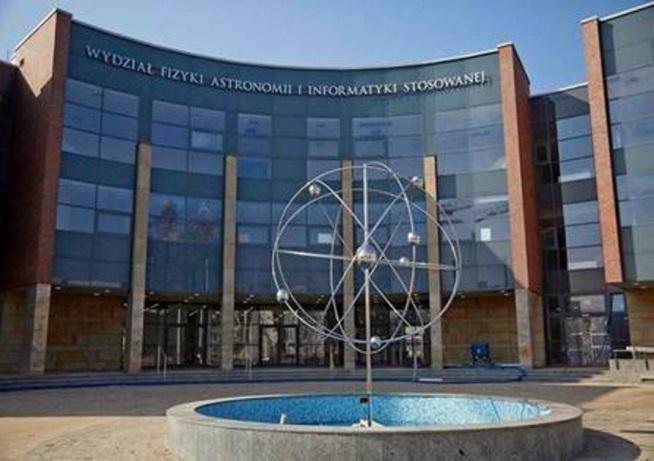 WYDZIAŁ FIZYKI ASTRONOMII I INFORMATYKI STOSOWANEJ